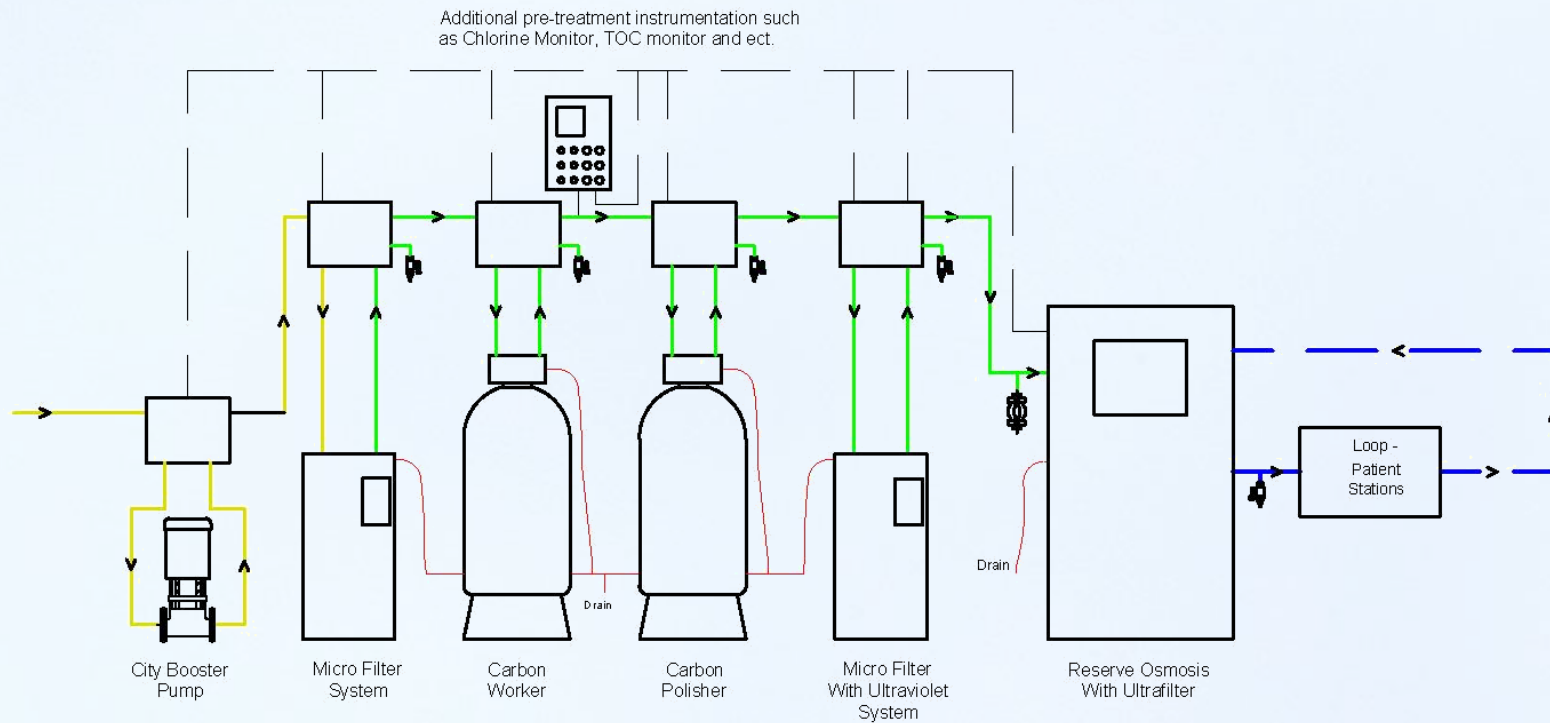 Additional pre-treatment instrumentation such
as Chlorine Monitor, TOC monitor and ect.
Loop -
Patient
Stations
Drain
Drain
City Booster
Pump
Micro Filter
System
Carbon
Worker
Carbon
Polisher
Micro Filter
With Ultraviolet
System
Reserve Osmosis
With Ultrafilter